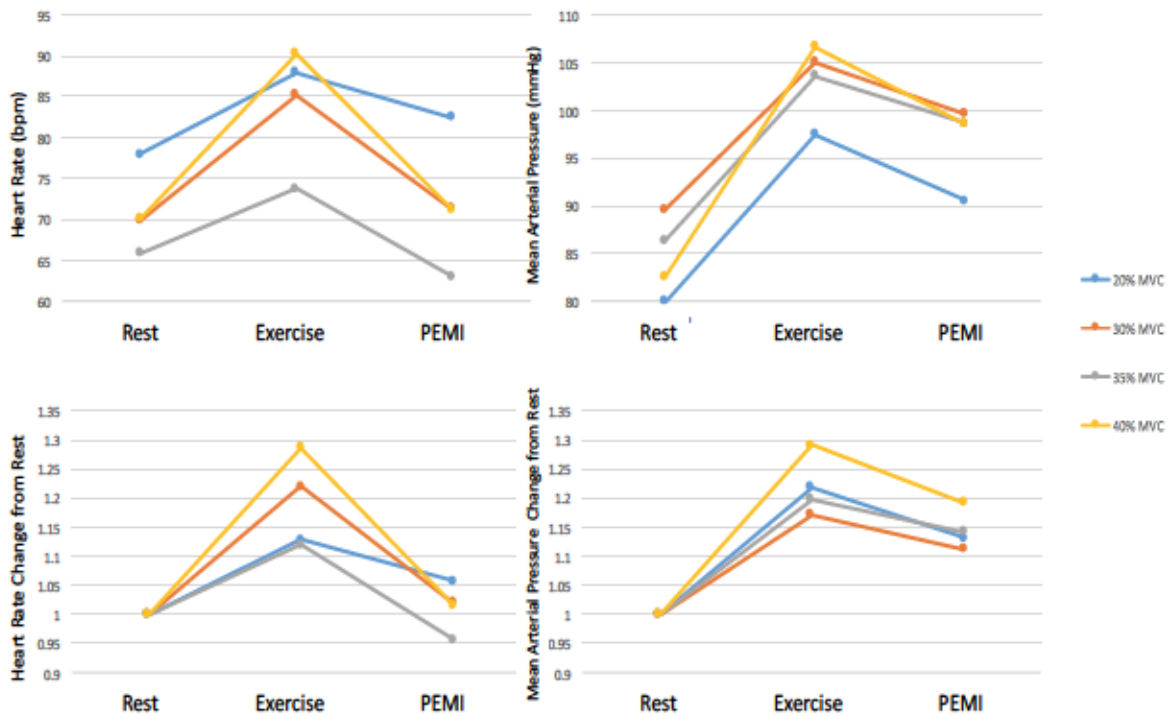 Heart Rate (bpm)
95
90
85
80
75
70
65
60
Rest Exercise PEMI
Mean Arterial Pressure (mmHg)
110
105
100
95
90
85
80
Rest Exercise PEMI
20% MVC
30% MVC
35% MVC
40% MVC
Heart Rate Change from Rest
1.35
1.3
1.25
1.2
1.15
1.1
1.05
1
0.95
0.9
Rest Exercise PEMI
Mean Arterial Pressure Change from Rest
1.35
1.3
1.25
1.2
1.15
1.1
1.05
1
0.95
0.9
Rest Exercise PEMI